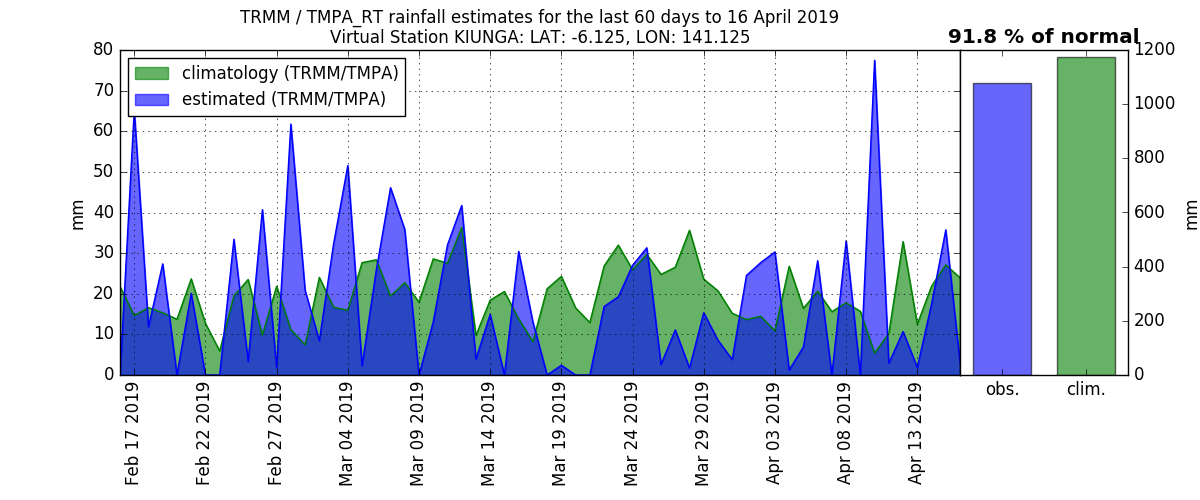 TRMM / TMPA_RT rainfall estimates for the last 60 days to 16 April 2019
Virtual Station KIUNGA: LAT: -6.125, LON: 141.125
91.8 % of normal
climatology (TRMM/TMPA)
estimated (TRMM/TMPA)
80
70
60
50
40
30
20
10
0
mm
1200
1000
800
600
400
200
0
mm
Feb 17 2019
Feb 22 2019
Feb 27 2019
Mar 04 2019
Mar 09 2019
Mar 14 2019
Mar 19 2019
Mar 24 2019
Mar 29 2019
Apr 03 2019
Apr 08 2019
Apr 13 2019
obs.
clim.